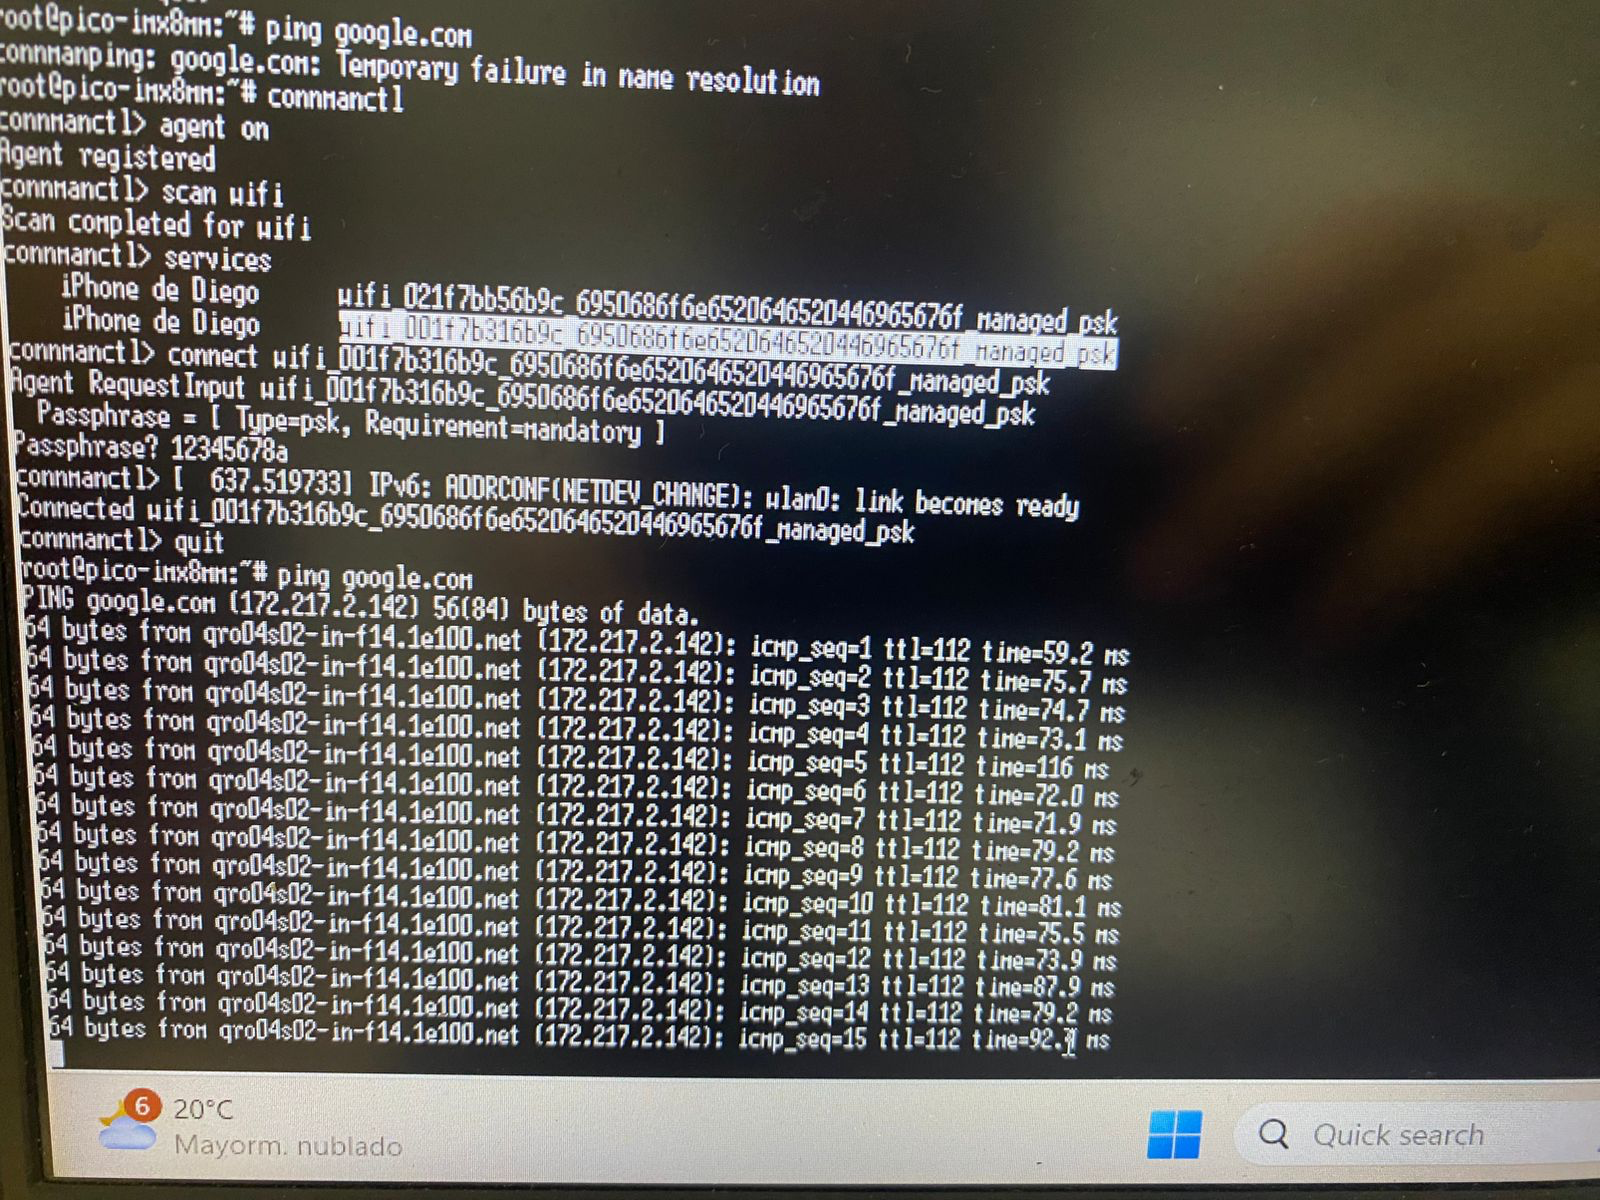 root@pico-imx8mm:~# ping google.com
connmanping: google.com: Temporary failure in name resolution
root@pico-imx8mm:~# connmanctl
connmanctl> agent on
Agent registered
connmanctl> scan wifi
Scan completed for wifi
connmanctl> services
iPhone de Diego wifi_021f7bb56b9c_6950686f6e6520646520446965676f_managed_psk
iPhone de Diego wifi_001f7b316b9c_6950686f6e6520646520446965676f_managed_psk
connmanctl> connect wifi_001f7b316b9c_6950686f6e6520646520446965676f_managed_psk
Agent RequestInput wifi_001f7b316b9c_6950686f6e6520646520446965676f_managed_psk
Passphrase = [ Type=psk, Requirement=mandatory ]
Passphrase? 12345678a
connmanctl> [  637.519733] IPv6: ADDRCONF(NETDEV_CHANGE): wlan0: link becomes ready
Connected wifi_001f7b316b9c_6950686f6e6520646520446965676f_managed_psk
connmanctl> quit
root@pico-imx8mm:~# ping google.com
PING google.com (172.217.2.142) 56(84) bytes of data.
64 bytes from qro04s02-in-f14.1e100.net (172.217.2.142): icmp_seq=1 ttl=112 time=59.2 ms
64 bytes from qro04s02-in-f14.1e100.net (172.217.2.142): icmp_seq=2 ttl=112 time=75.7 ms
64 bytes from qro04s02-in-f14.1e100.net (172.217.2.142): icmp_seq=3 ttl=112 time=74.7 ms
64 bytes from qro04s02-in-f14.1e100.net (172.217.2.142): icmp_seq=4 ttl=112 time=73.1 ms
64 bytes from qro04s02-in-f14.1e100.net (172.217.2.142): icmp_seq=5 ttl=112 time=116 ms
64 bytes from qro04s02-in-f14.1e100.net (172.217.2.142): icmp_seq=6 ttl=112 time=72.0 ms
64 bytes from qro04s02-in-f14.1e100.net (172.217.2.142): icmp_seq=7 ttl=112 time=71.9 ms
64 bytes from qro04s02-in-f14.1e100.net (172.217.2.142): icmp_seq=8 ttl=112 time=79.2 ms
64 bytes from qro04s02-in-f14.1e100.net (172.217.2.142): icmp_seq=9 ttl=112 time=77.6 ms
64 bytes from qro04s02-in-f14.1e100.net (172.217.2.142): icmp_seq=10 ttl=112 time=81.1 ms
64 bytes from qro04s02-in-f14.1e100.net (172.217.2.142): icmp_seq=11 ttl=112 time=75.5 ms
64 bytes from qro04s02-in-f14.1e100.net (172.217.2.142): icmp_seq=12 ttl=112 time=73.9 ms
64 bytes from qro04s02-in-f14.1e100.net (172.217.2.142): icmp_seq=13 ttl=112 time=87.9 ms
64 bytes from qro04s02-in-f14.1e100.net (172.217.2.142): icmp_seq=14 ttl=112 time=79.2 ms
64 bytes from qro04s02-in-f14.1e100.net (172.217.2.142): icmp_seq=15 ttl=112 ms
6
20°C
Mayorm. nublado
Quick search